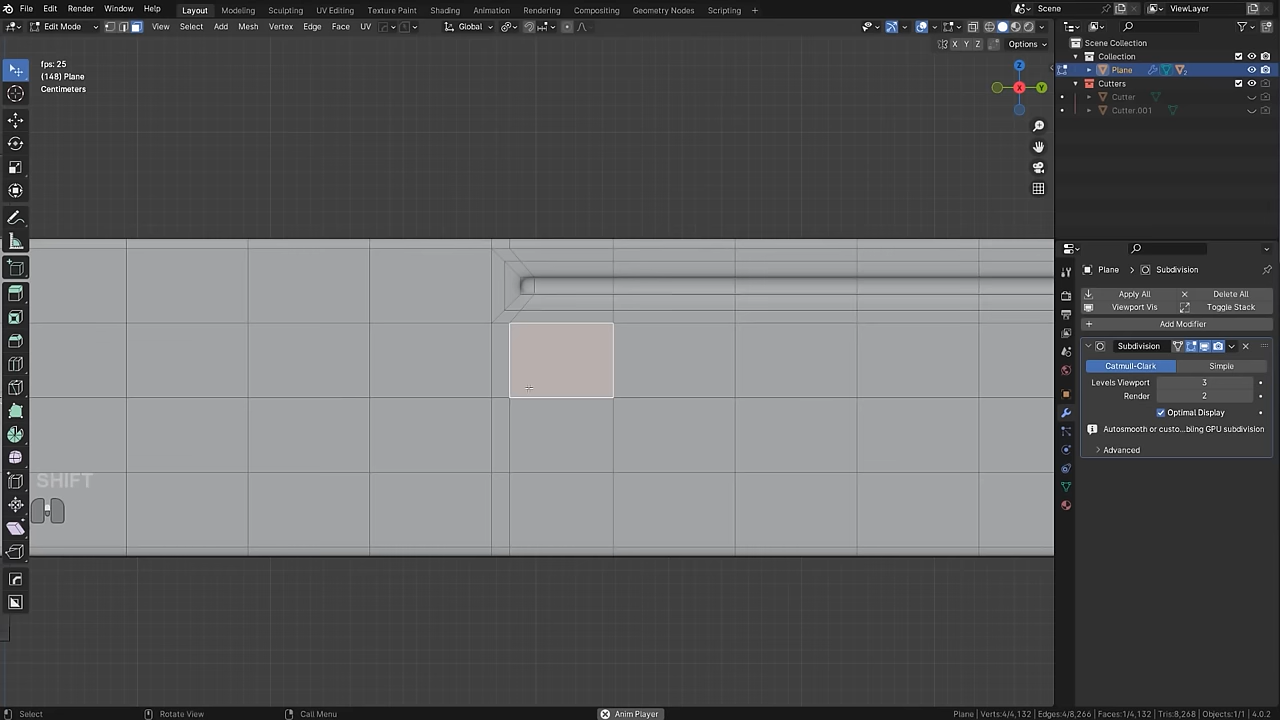 File Edit Render Window Help Layout Modeling Sculpting UV Editing Texture Paint Shading Animation Rendering Compositing Geometry Nodes Scripting Scene ViewLayer
Edit Mode View Select Add Mesh Vertex Edge Face UV Global
X Y Z Options
fps: 25
(148) Plane
Centimeters
Z
X
Y
SHIFT
Scene Collection
Collection
Plane
2
Cutters
Cutter
Cutter.001
Plane Subdivision
Apply All Delete All
Viewport Vis Toggle Stack
Add Modifier
Subdivision
Catmull-Clark Simple
Levels Viewport 3
Render 2
Optimal Display
Autosmooth or custo...bling GPU subdivision
Advanced
Select Rotate View Call Menu Anim Player Plane | Verts:4/4,132 | Edges:4/8,266 | Faces:1/4,132 | Tris:8,268 | Objects:1/1 | 4.0.2